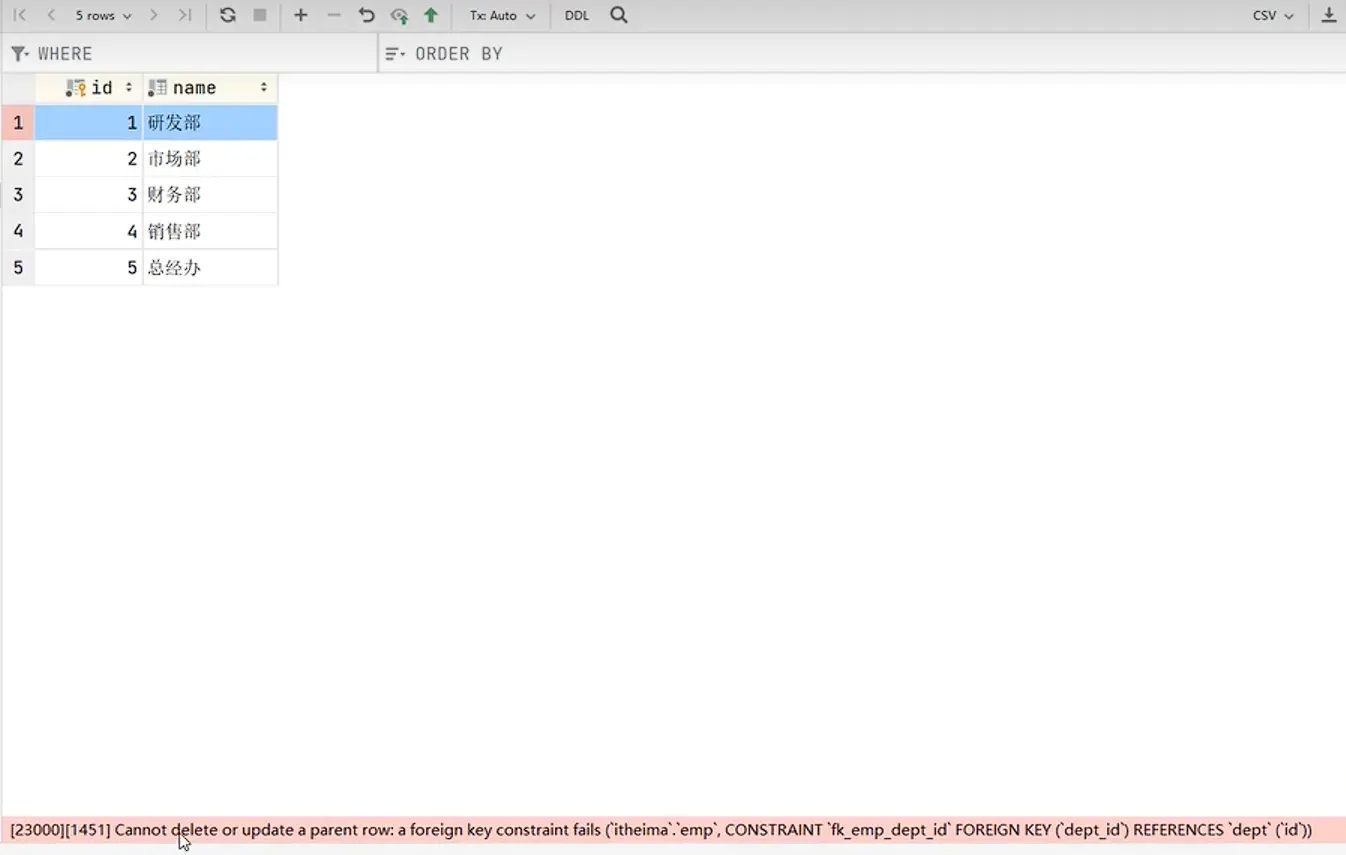 5 rows Tx: Auto DDL CSV
WHERE ORDER BY
id name
1 1 研发部
2 2 市场部
3 3 财务部
4 4 销售部
5 5 总经办
[23000][1451] Cannot delete or update a parent row: a foreign key constraint fails (`itheima`.`emp`, CONSTRAINT `fk_emp_dept_id` FOREIGN KEY (`dept_id`) REFERENCES `dept` (`id`))